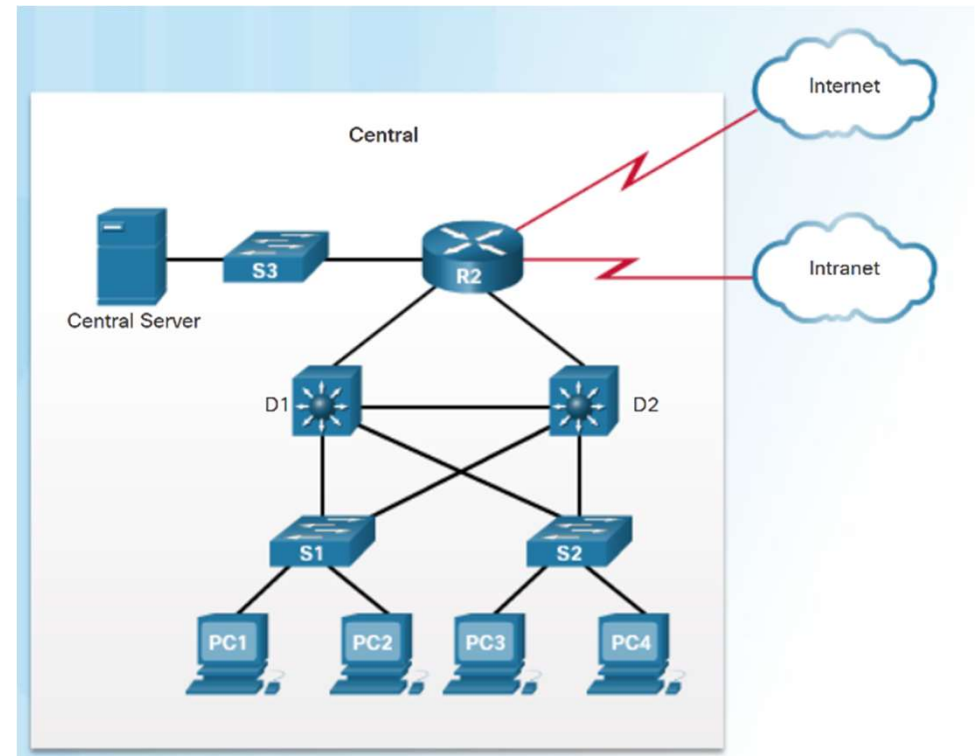 Internet
Central
Intranet
S3
R2
Central Server
D1
D2
S1
S2
PC1
PC2
PC3
PC4